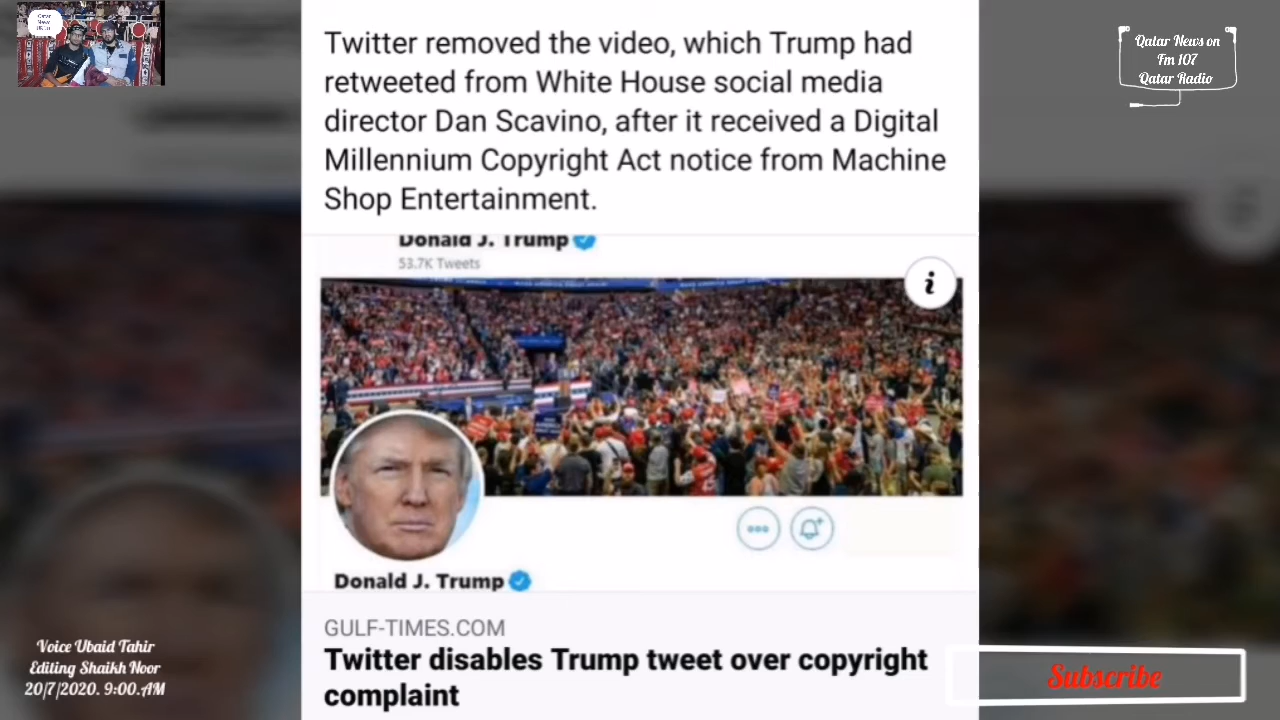 Qatar
News
Twitter removed the video, which Trump had
retweeted from White House social media
director Dan Scavino, after it received a Digital
Millennium Copyright Act notice from Machine
Shop Entertainment.
Qatar News on
Fm 107
Qatar Radio
Donald J. Trump
53.7K Tweets
i
Donald J. Trump
GULF-TIMES.COM
Twitter disables Trump tweet over copyright
complaint
Voice Ubaid Tahir
Editing Shaikh Noor
20/7/2020. 9:00.AM
Subscribe